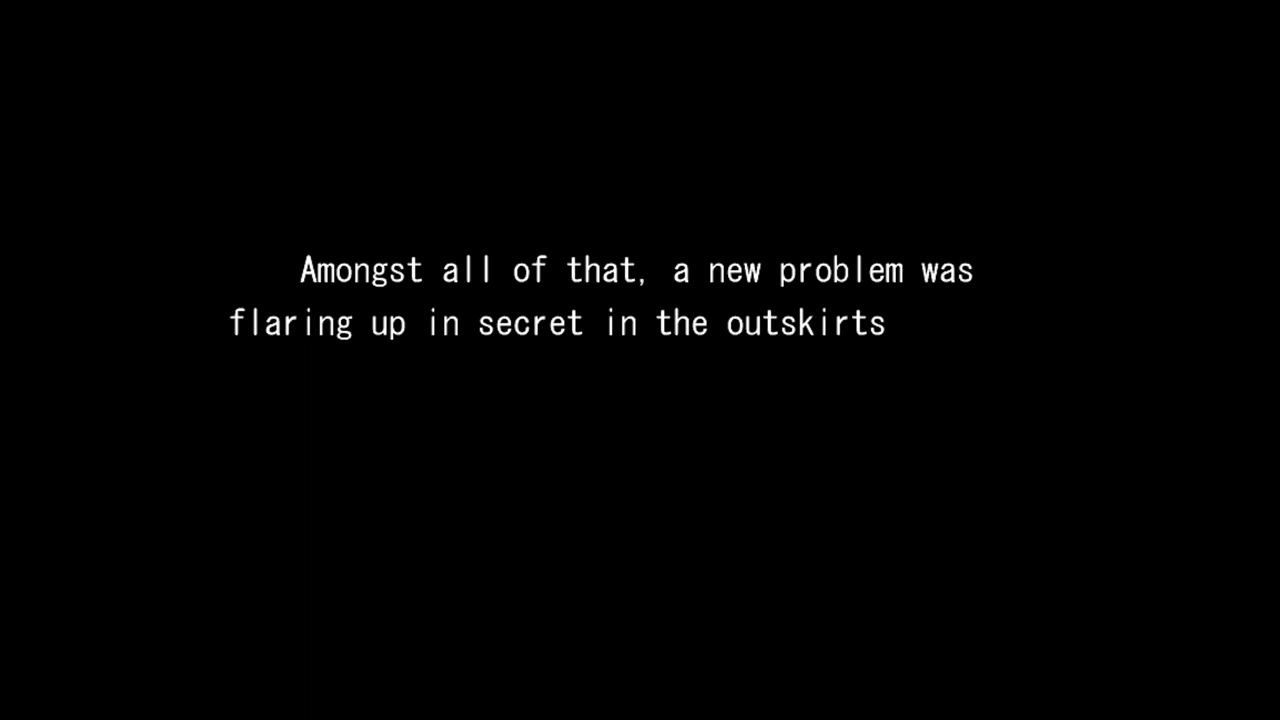 Amongst all of that, a new problem was
flaring up in secret in the outskirts